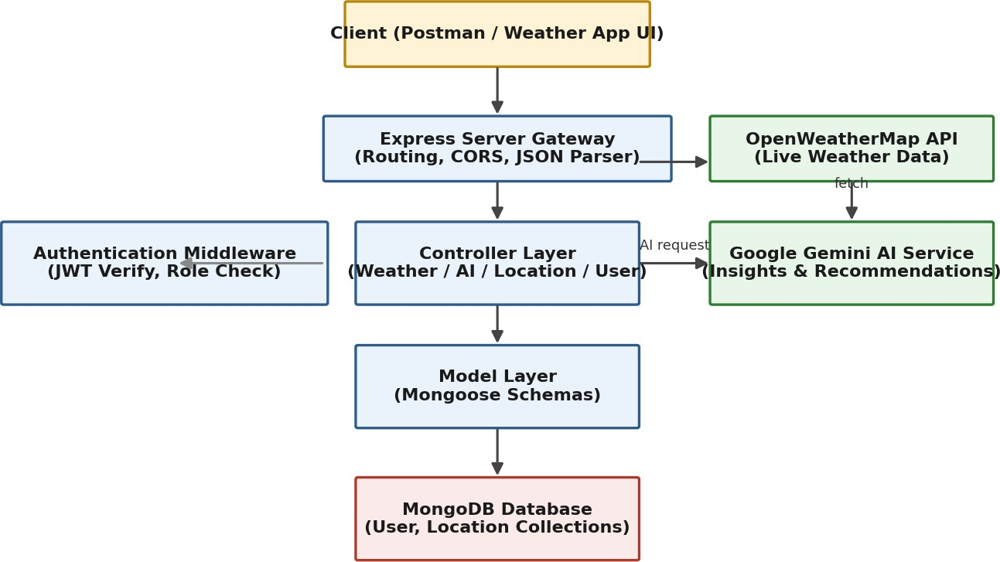 Client (Postman / Weather App UI)
Express Server Gateway
(Routing, CORS, JSON Parser)
OpenWeatherMap API
(Live Weather Data)
fetch
Authentication Middleware
(JWT Verify, Role Check)
Controller Layer
(Weather / AI / Location / User)
AI request
Google Gemini AI Service
(Insights & Recommendations)
Model Layer
(Mongoose Schemas)
MongoDB Database
(User, Location Collections)